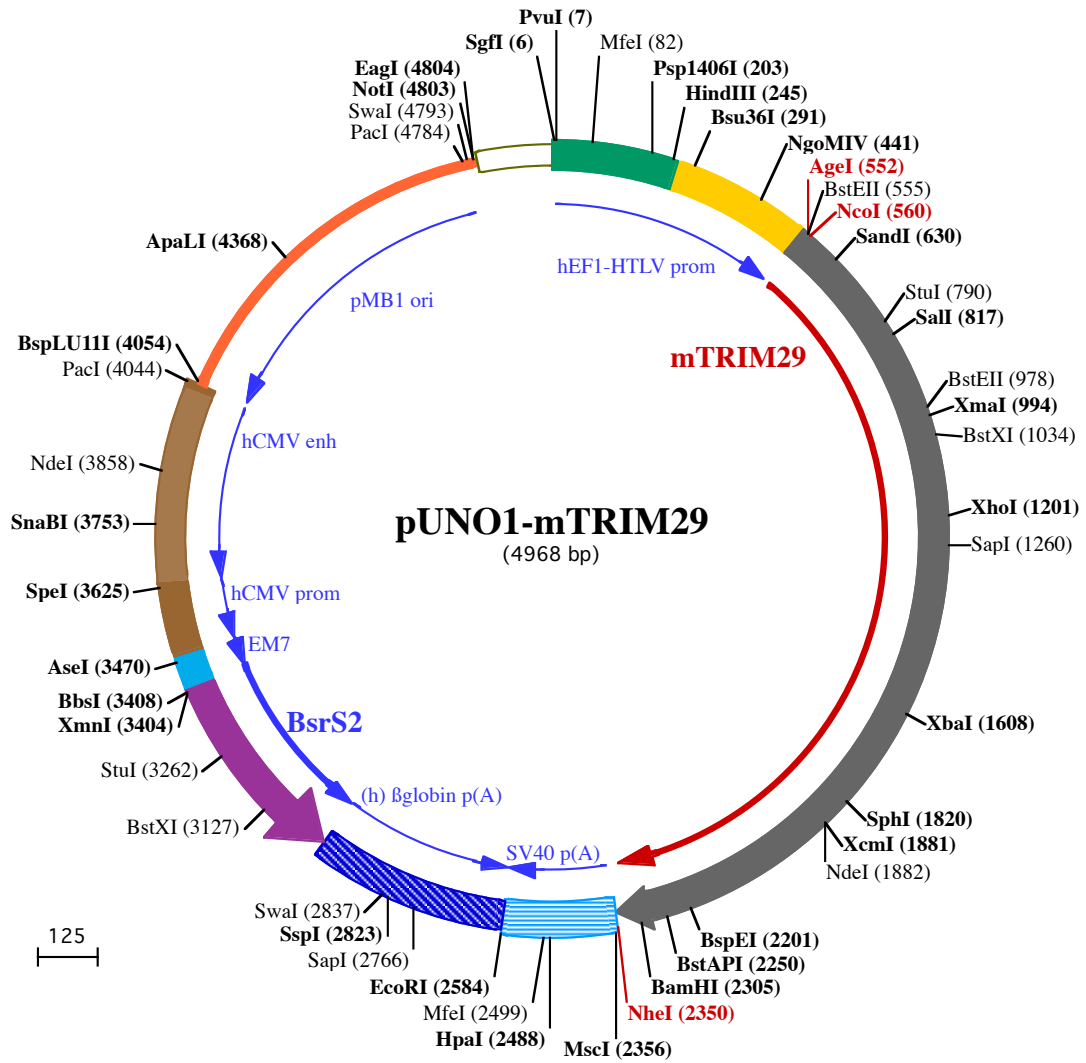 PvuI (7)
SgfI (6)
MfeI (82)
EagI (4804)
Psp1406I (203)
NotI (4803)
HindIII (245)
SwaI (4793)
Bsu36I (291)
PacI (4784)
NgoMIV (441)
AgeI (552)
BstEII (555)
NcoI (560)
SandI (630)
ApaLI (4368)
hEF1-HTLV prom
pMB1 ori
StuI (790)
SalI (817)
BspLU11I (4054)
PacI (4044)
mTRIM29
BstEII (978)
XmaI (994)
BstXI (1034)
hCMV enh
NdeI (3858)
XhoI (1201)
SnaBI (3753)
pUNO1-mTRIM29
(4968 bp)
SapI (1260)
SpeI (3625)
hCMV prom
EM7
AseI (3470)
BbsI (3408)
XmnI (3404)
BsrS2
XbaI (1608)
StuI (3262)
(h) ßglobin p(A)
BstXI (3127)
SphI (1820)
XcmI (1881)
NdeI (1882)
SV40 p(A)
SwaI (2837)
SspI (2823)
SapI (2766)
BspEI (2201)
BstAPI (2250)
EcoRI (2584)
BamHI (2305)
MfeI (2499)
NheI (2350)
HpaI (2488)
MscI (2356)
125